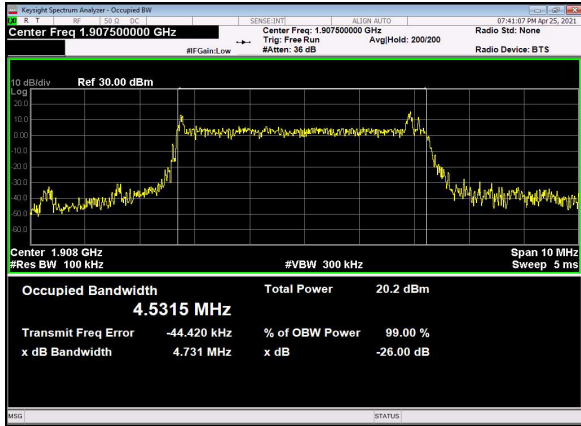 Keysight Spectrum Analyzer - Occupied BW
R T RF 50 Ω DC SENSE:INT ALIGN AUTO 07:41:07 PM Apr 25, 2021
Center Freq 1.907500000 GHz Center Freq: 1.907500000 GHz Radio Std: None
Trig: Free Run Avg|Hold: 200/200
#IFGain:Low #Atten: 36 dB Radio Device: BTS
10 dB/div Ref 30.00 dBm
Log
20.0
10.0
0.00
-10.0
-20.0
-30.0
-40.0
-50.0
-60.0
Center 1.908 GHz Span 10 MHz
#Res BW 100 kHz #VBW 300 kHz Sweep 5 ms
Occupied Bandwidth Total Power 20.2 dBm
4.5315 MHz
Transmit Freq Error -44.420 kHz % of OBW Power 99.00 %
x dB Bandwidth 4.731 MHz x dB -26.00 dB
MSG STATUS